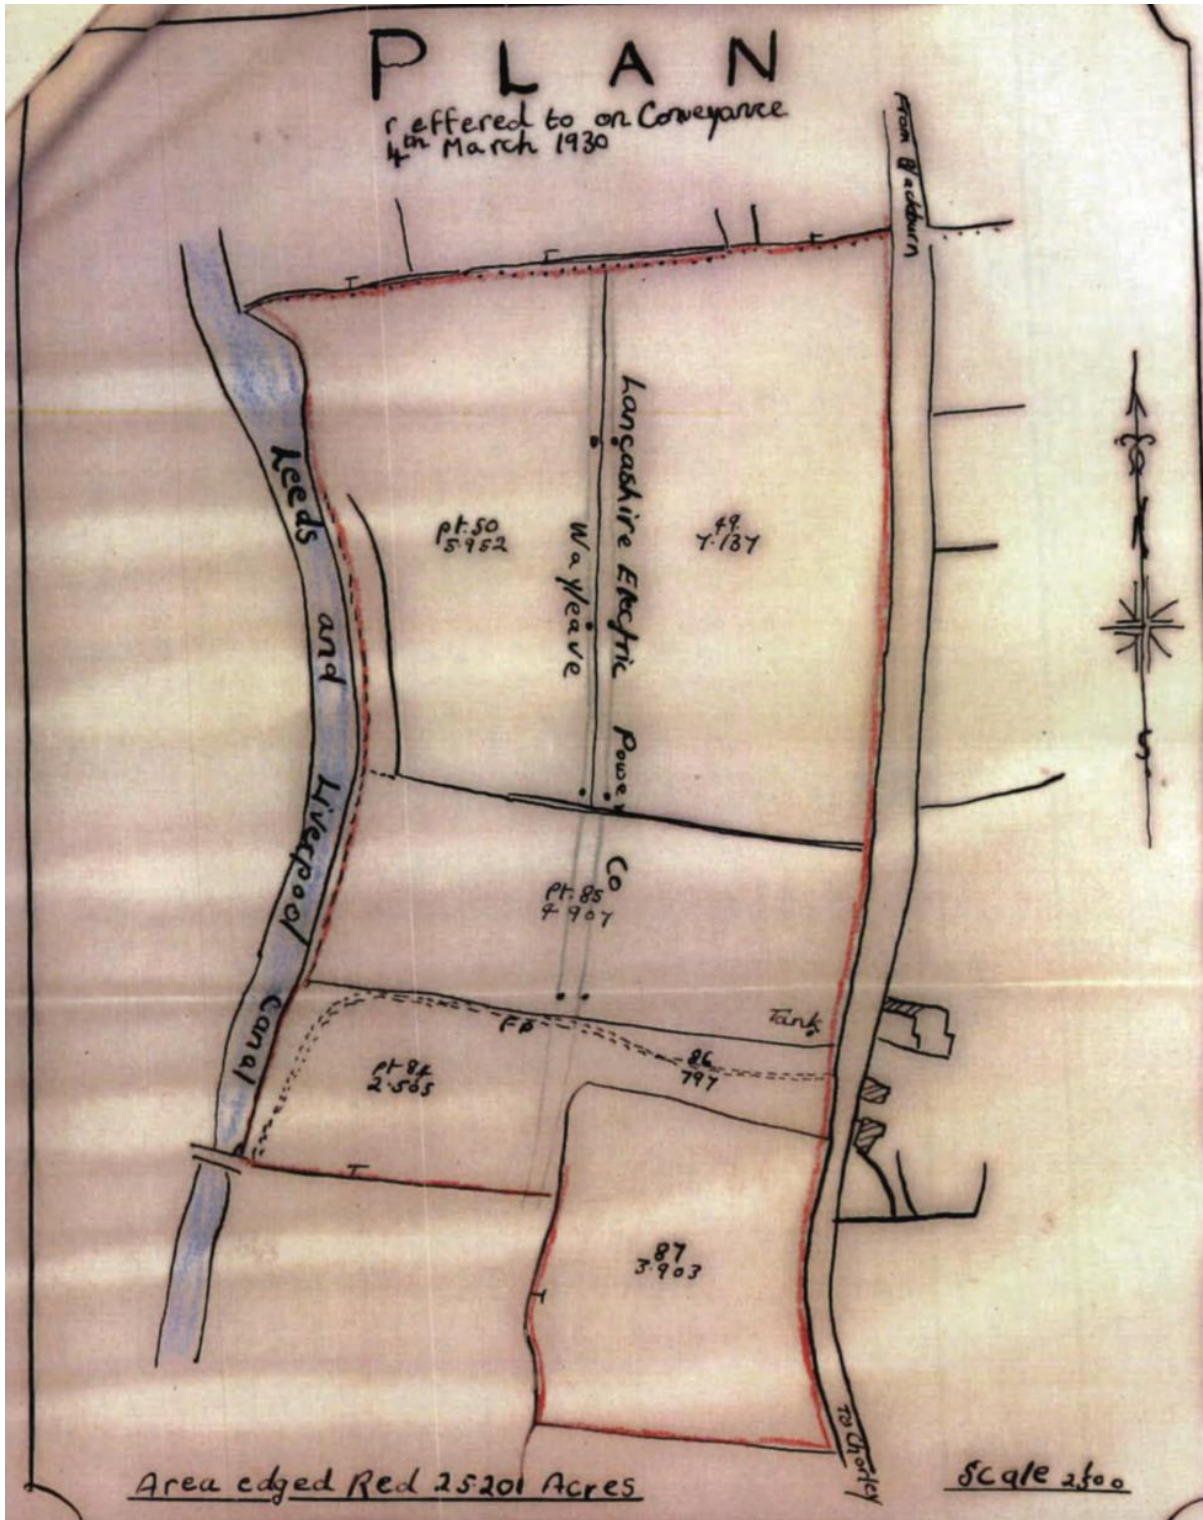 PLAN
reffered to on Conveyance
4th March 1930
From Blackburn
Leeds and Liverpool Canal
pt. 50
5.952
Lancashire Electric Power Co
Wayleave
49
7.137
N
S
pt. 85
4.907
Tank
FP
86
797
pt 84
2.505
87
3.903
To Chorley
Area edged Red 25.201 Acres
Scale 2500